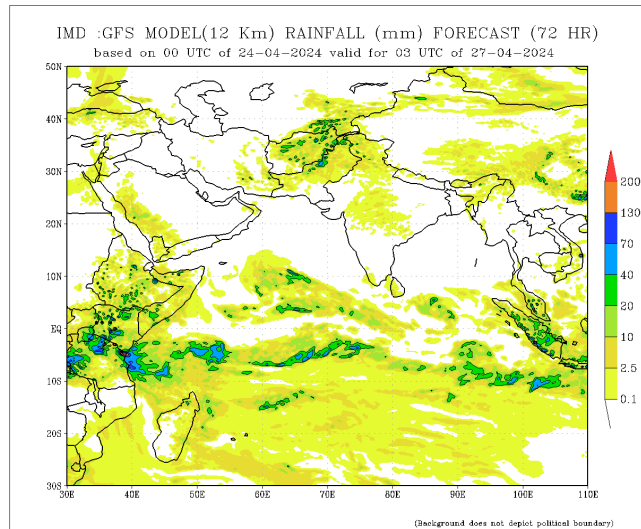 IMD :GFS MODEL(12 Km) RAINFALL (mm) FORECAST (72 HR)
based on 00 UTC of 24-04-2024 valid for 03 UTC of 27-04-2024
50N
40N
30N
20N
10N
EQ
10S
20S
30S
30E 40E 50E 60E 70E 80E 90E 100E 110E
200
130
70
40
20
10
2.5
0.1
(Background does not depict political boundary)